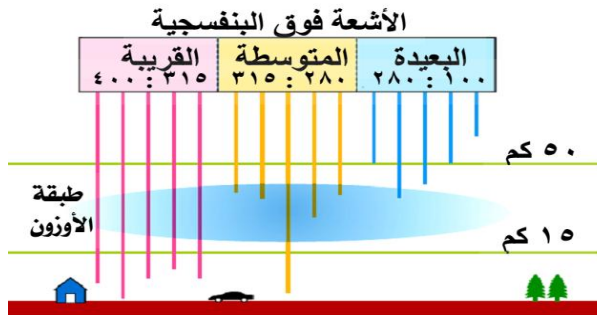 الأشعة فوق البنفسجية
البعيدة
١٠٠ : ٢٨٠
المتوسطة
٢٨٠ : ٣١٥
القريبة
٣١٥ : ٤٠٠
٥٠ كم
طبقة
الأوزون
١٥ كم